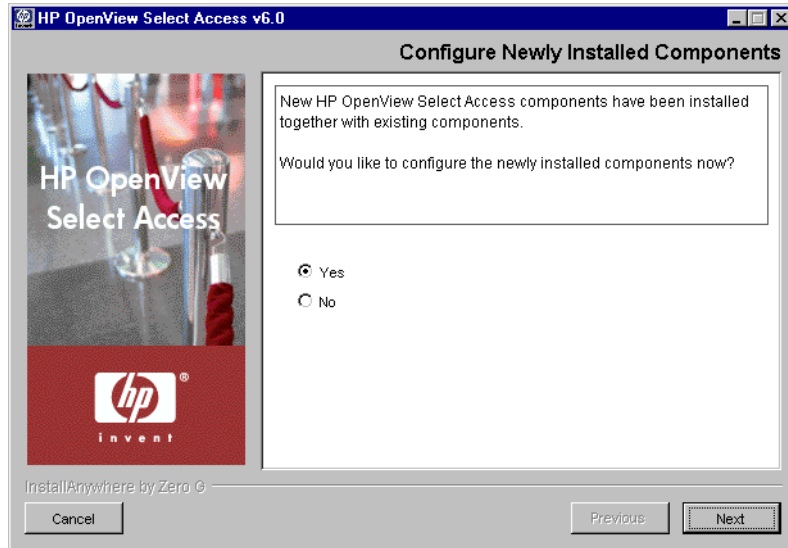 HP OpenView Select Access v6.0
Configure Newly Installed Components
New HP OpenView Select Access components have been installed
together with existing components.
Would you like to configure the newly installed components now?
HP OpenView
Select Access
Yes
No
hp
®
invent
InstallAnywhere by Zero G
Cancel
Previous
Next